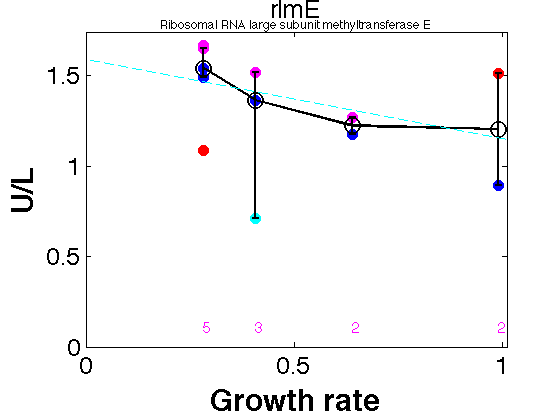 rlmE
Ribosomal RNA large subunit methyltransferase E
1.5
1
0.5
0
U/L
5 3 2 2
0 0.5 1
Growth rate